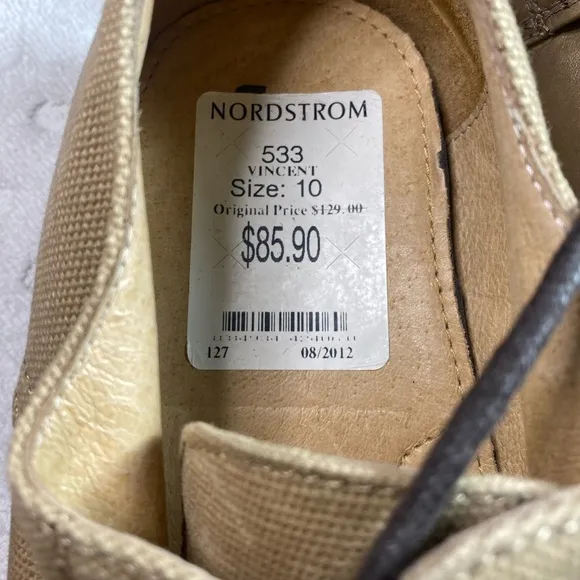 NORDSTROM
533
VINCENT
Size: 10
Original Price $129.00
$85.90
127 08/2012